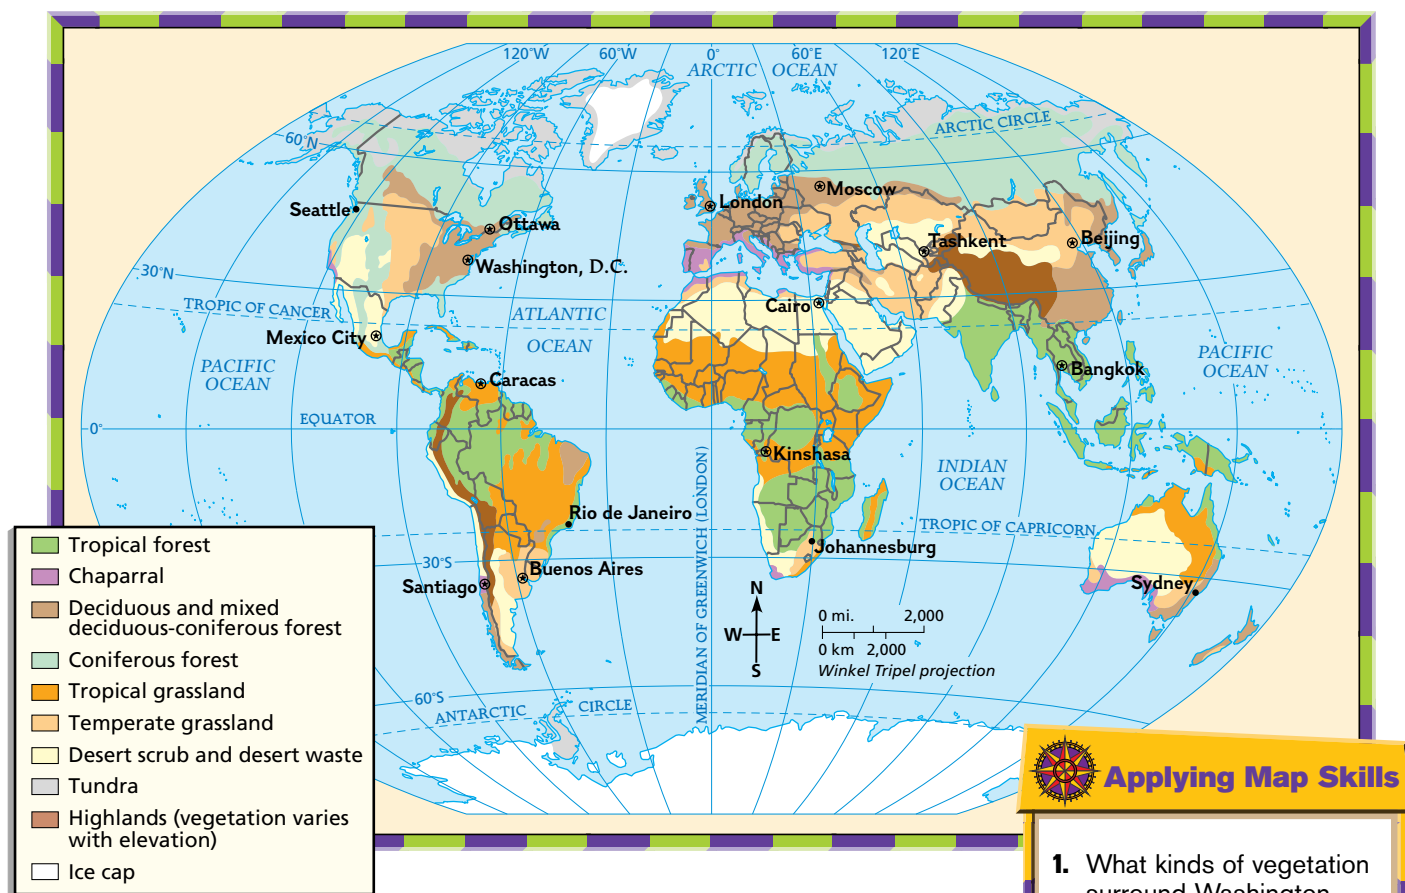 120°W
60°W
0°
60°E
120°E
ARCTIC OCEAN
ARCTIC CIRCLE
60°N
Moscow
London
Seattle
Ottawa
Tashkent
Beijing
Washington, D.C.
30°N
TROPIC OF CANCER
Cairo
ATLANTIC
OCEAN
Mexico City
PACIFIC
OCEAN
PACIFIC
OCEAN
Caracas
Bangkok
EQUATOR
0°
Kinshasa
INDIAN
OCEAN
MERIDIAN OF GREENWICH (LONDON)
Rio de Janeiro
TROPIC OF CAPRICORN
Johannesburg
30°S
Buenos Aires
Santiago
Sydney
N
W
E
S
0 mi. 2,000
0 km 2,000
Winkel Tripel projection
60°S
ANTARCTIC CIRCLE
Tropical forest
Chaparral
Deciduous and mixed
deciduous-coniferous forest
Coniferous forest
Tropical grassland
Temperate grassland
Desert scrub and desert waste
Tundra
Highlands (vegetation varies
with elevation)
Ice cap
Applying Map Skills
1. What kinds of vegetation
surround Washington